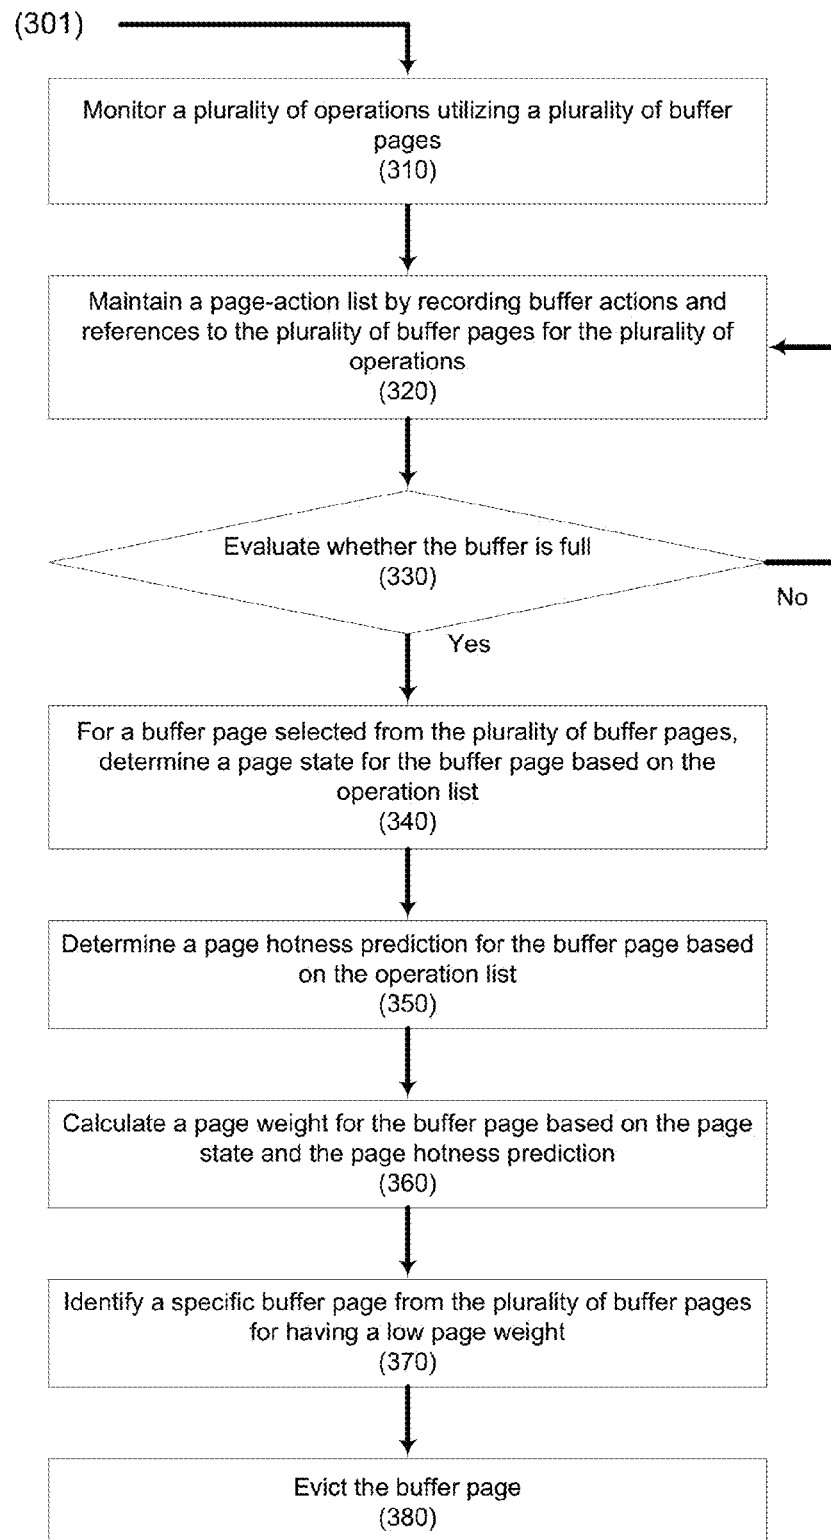 (301)
Monitor a plurality of operations utilizing a plurality of buffer
pages
(310)
Maintain a page-action list by recording buffer actions and
references to the plurality of buffer pages for the plurality of
operations
(320)
Evaluate whether the buffer is full
(330)
No
Yes
For a buffer page selected from the plurality of buffer pages,
determine a page state for the buffer page based on the
operation list
(340)
Determine a page hotness prediction for the buffer page based
on the operation list
(350)
Calculate a page weight for the buffer page based on the page
state and the page hotness prediction
(360)
Identify a specific buffer page from the plurality of buffer pages
for having a low page weight
(370)
Evict the buffer page
(380)